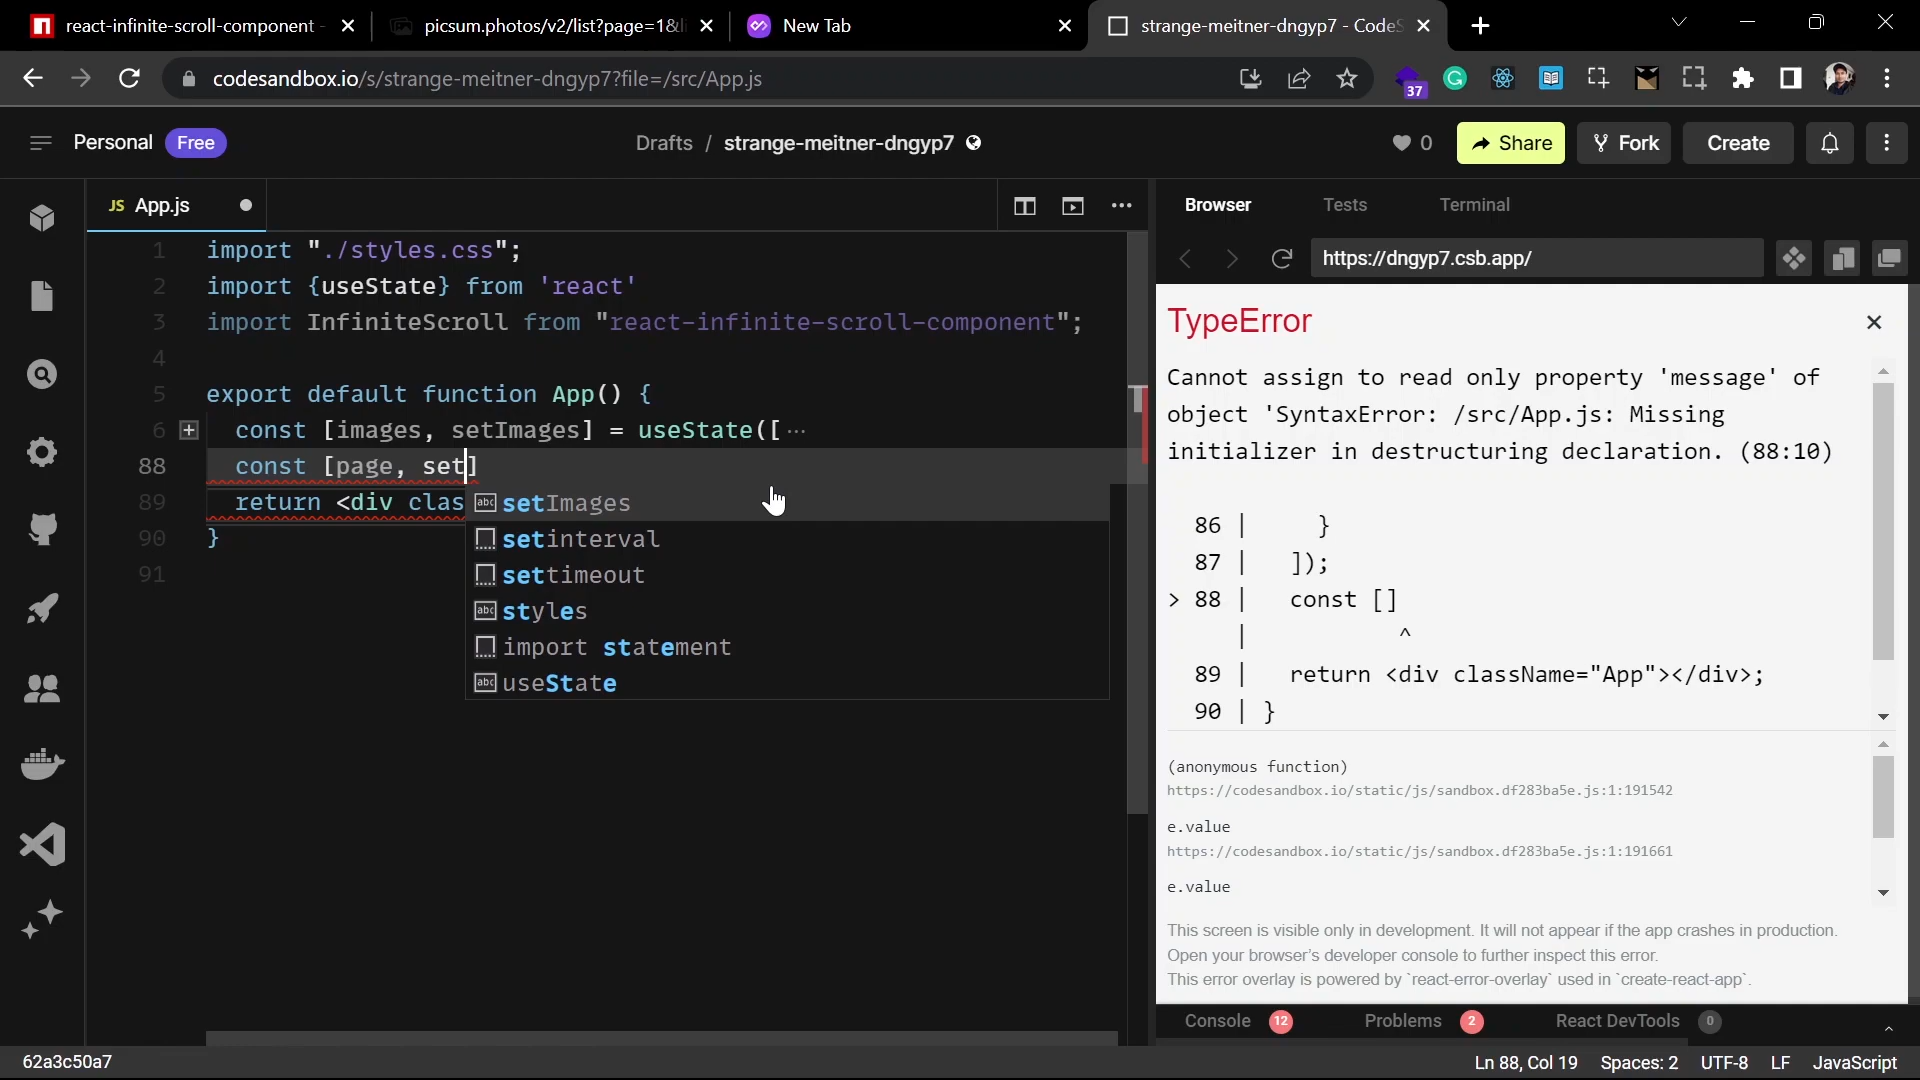 react-infinite-scroll-component -
picsum.photos/v2/list?page=1&li
New Tab
strange-meitner-dngyp7 - CodeS
codesandbox.io/s/strange-meitner-dngyp7?file=/src/App.js
37
Personal Free
Drafts / strange-meitner-dngyp7
0
Share
Fork
Create
JS App.js
Browser
Tests
Terminal
https://dngyp7.csb.app/
1 import "./styles.css";
2 import {useState} from 'react'
3 import InfiniteScroll from "react-infinite-scroll-component";
4
5 export default function App() {
6 const [images, setImages] = useState([ ···
88 const [page, set]
89 return <div clas
90 }
91
setImages
setinterval
settimeout
styles
import statement
useState
TypeError
Cannot assign to read only property 'message' of
object 'SyntaxError: /src/App.js: Missing
initializer in destructuring declaration. (88:10)
86 | }
87 | ]);
> 88 | const []
| ^
89 | return <div className="App"></div>;
90 | }
(anonymous function)
https://codesandbox.io/static/js/sandbox.df283ba5e.js:1:191542
e.value
https://codesandbox.io/static/js/sandbox.df283ba5e.js:1:191661
e.value
This screen is visible only in development. It will not appear if the app crashes in production.
Open your browser's developer console to further inspect this error.
This error overlay is powered by `react-error-overlay` used in `create-react-app`.
Console 12
Problems 2
React DevTools 0
62a3c50a7
Ln 88, Col 19 Spaces: 2 UTF-8 LF JavaScript